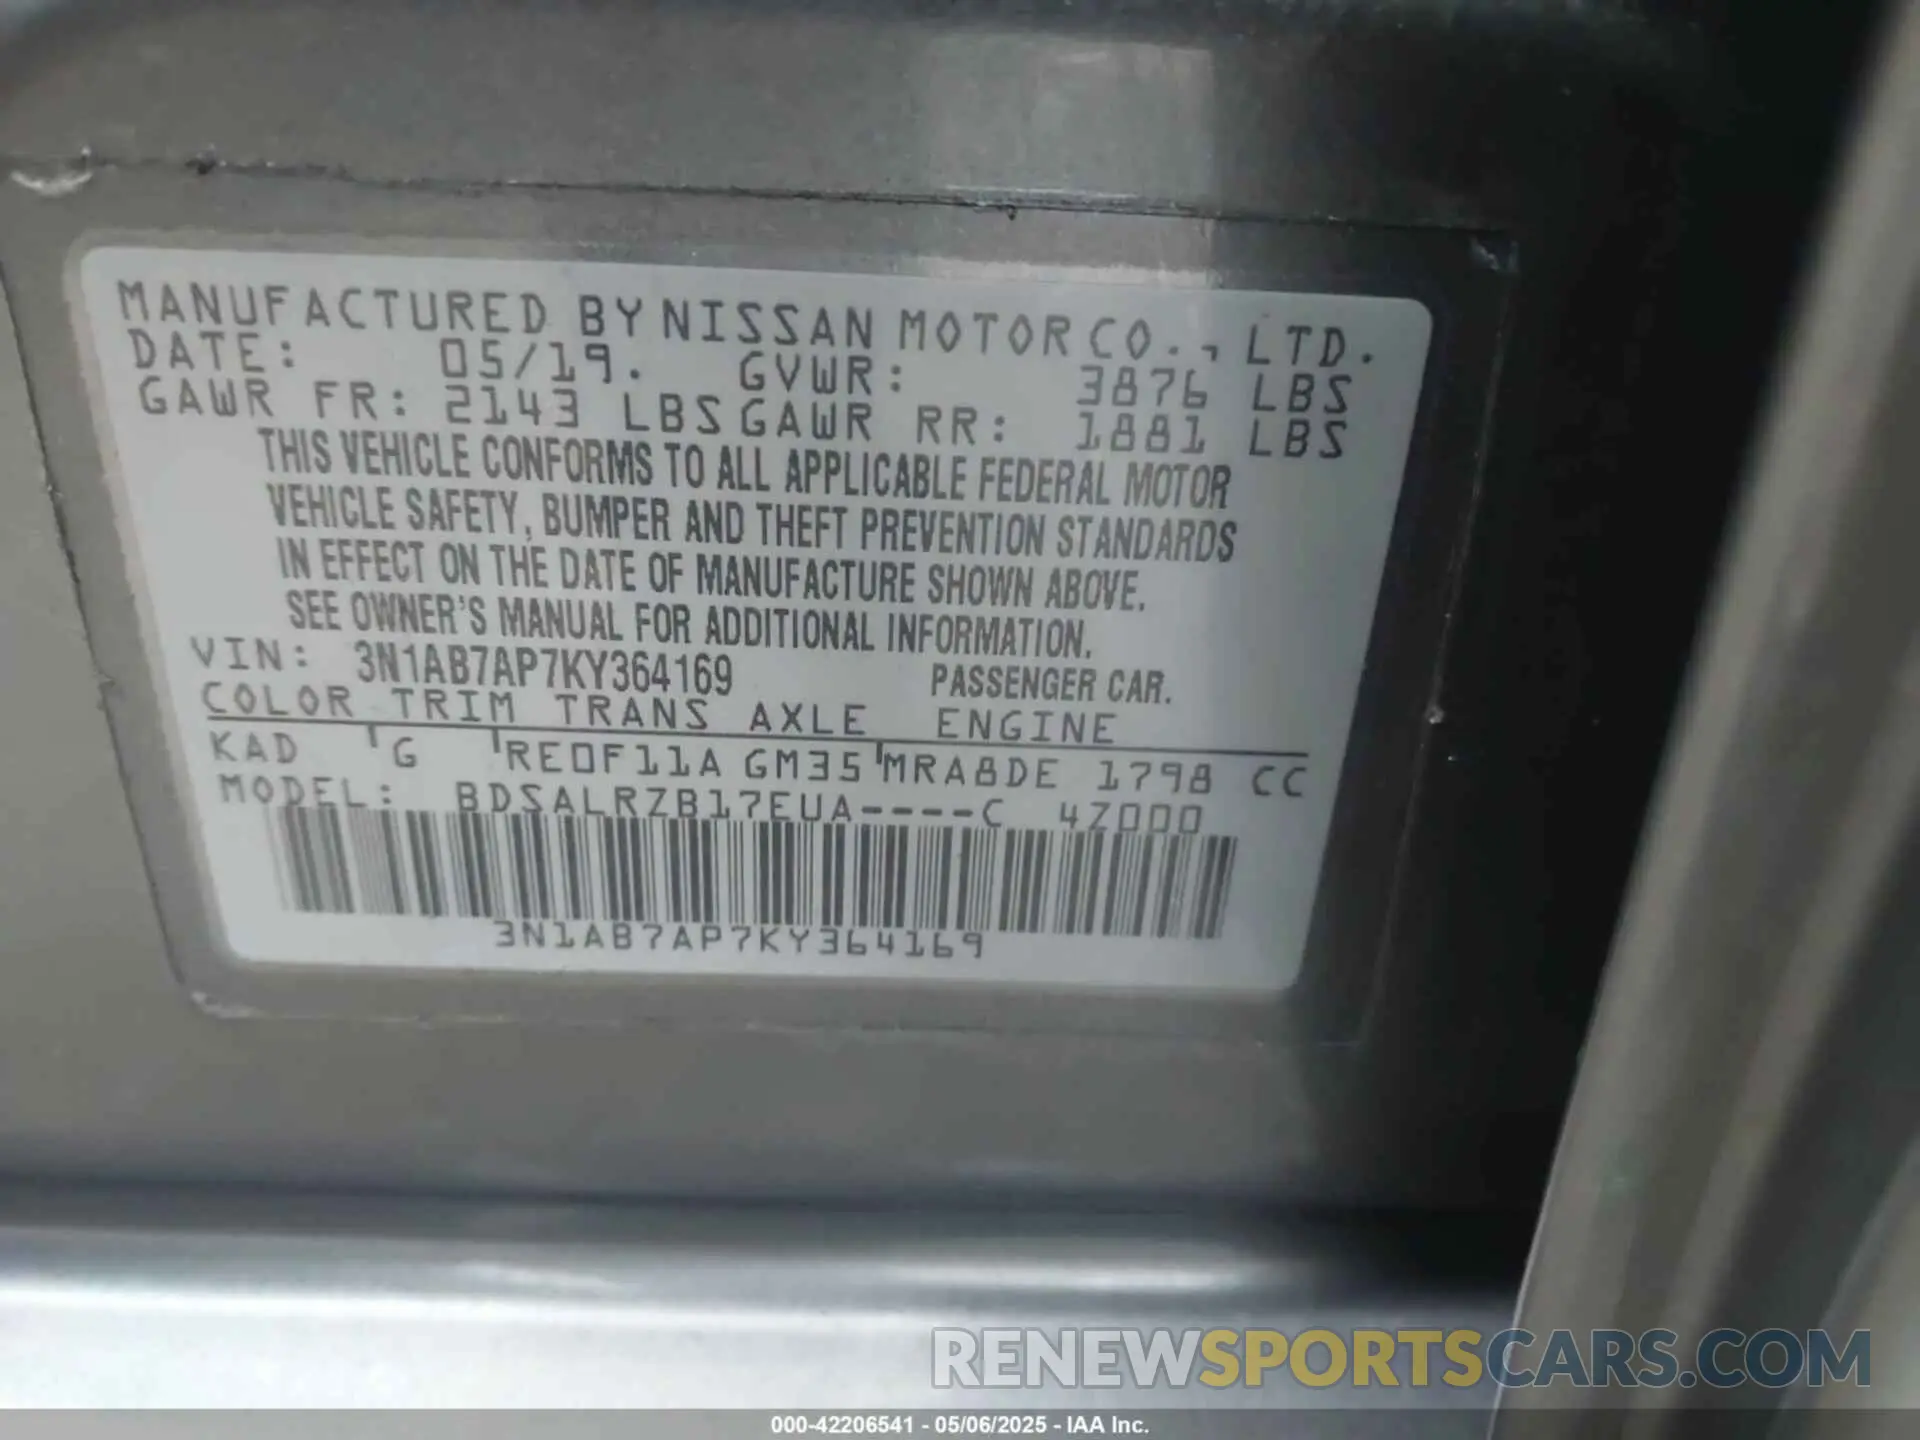 MANUFACTURED BY NISSAN MOTOR CO., LTD.
DATE: 05/19. GVWR: 3876 LBS
GAWR FR: 2143 LBS GAWR RR: 1881 LBS
THIS VEHICLE CONFORMS TO ALL APPLICABLE FEDERAL MOTOR
VEHICLE SAFETY, BUMPER AND THEFT PREVENTION STANDARDS
IN EFFECT ON THE DATE OF MANUFACTURE SHOWN ABOVE.
SEE OWNER'S MANUAL FOR ADDITIONAL INFORMATION.
VIN: 3N1AB7AP7KY364169 PASSENGER CAR.
COLOR TRIM TRANS AXLE ENGINE
KAD G RE0F11A GM35 MRA8DE 1798 CC
MODEL: BDSALRZB17EUA----C 4Z000
3N1AB7AP7KY364169
RENEWSPORTSCARS.COM
000-42206541 - 05/06/2025 - IAA Inc.